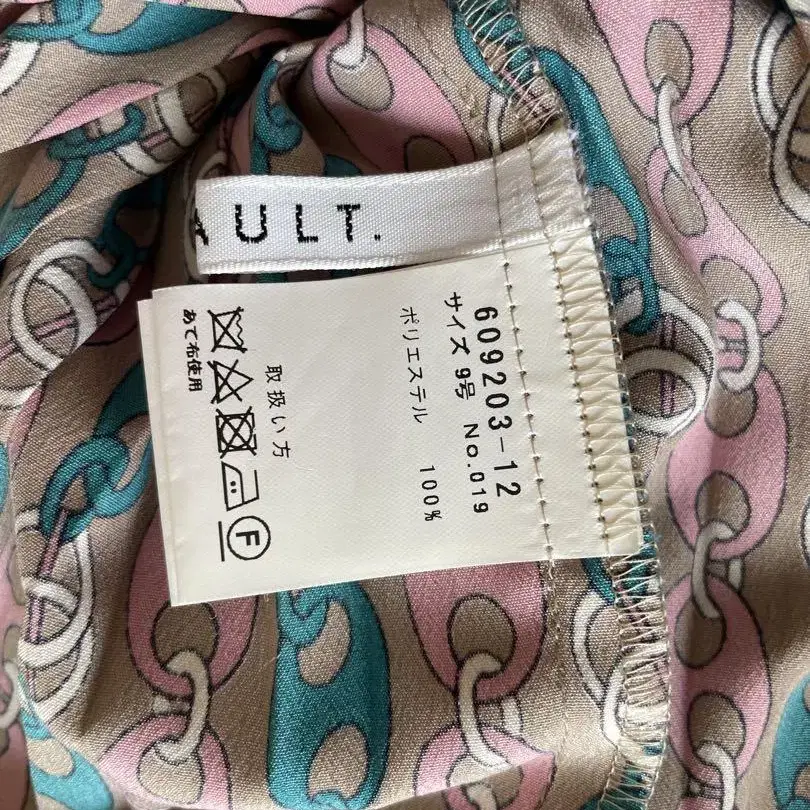 AULT.
609203-12
サイズ 9号 No.019
ポリエステル 100%
取扱い方
F
あて布使用